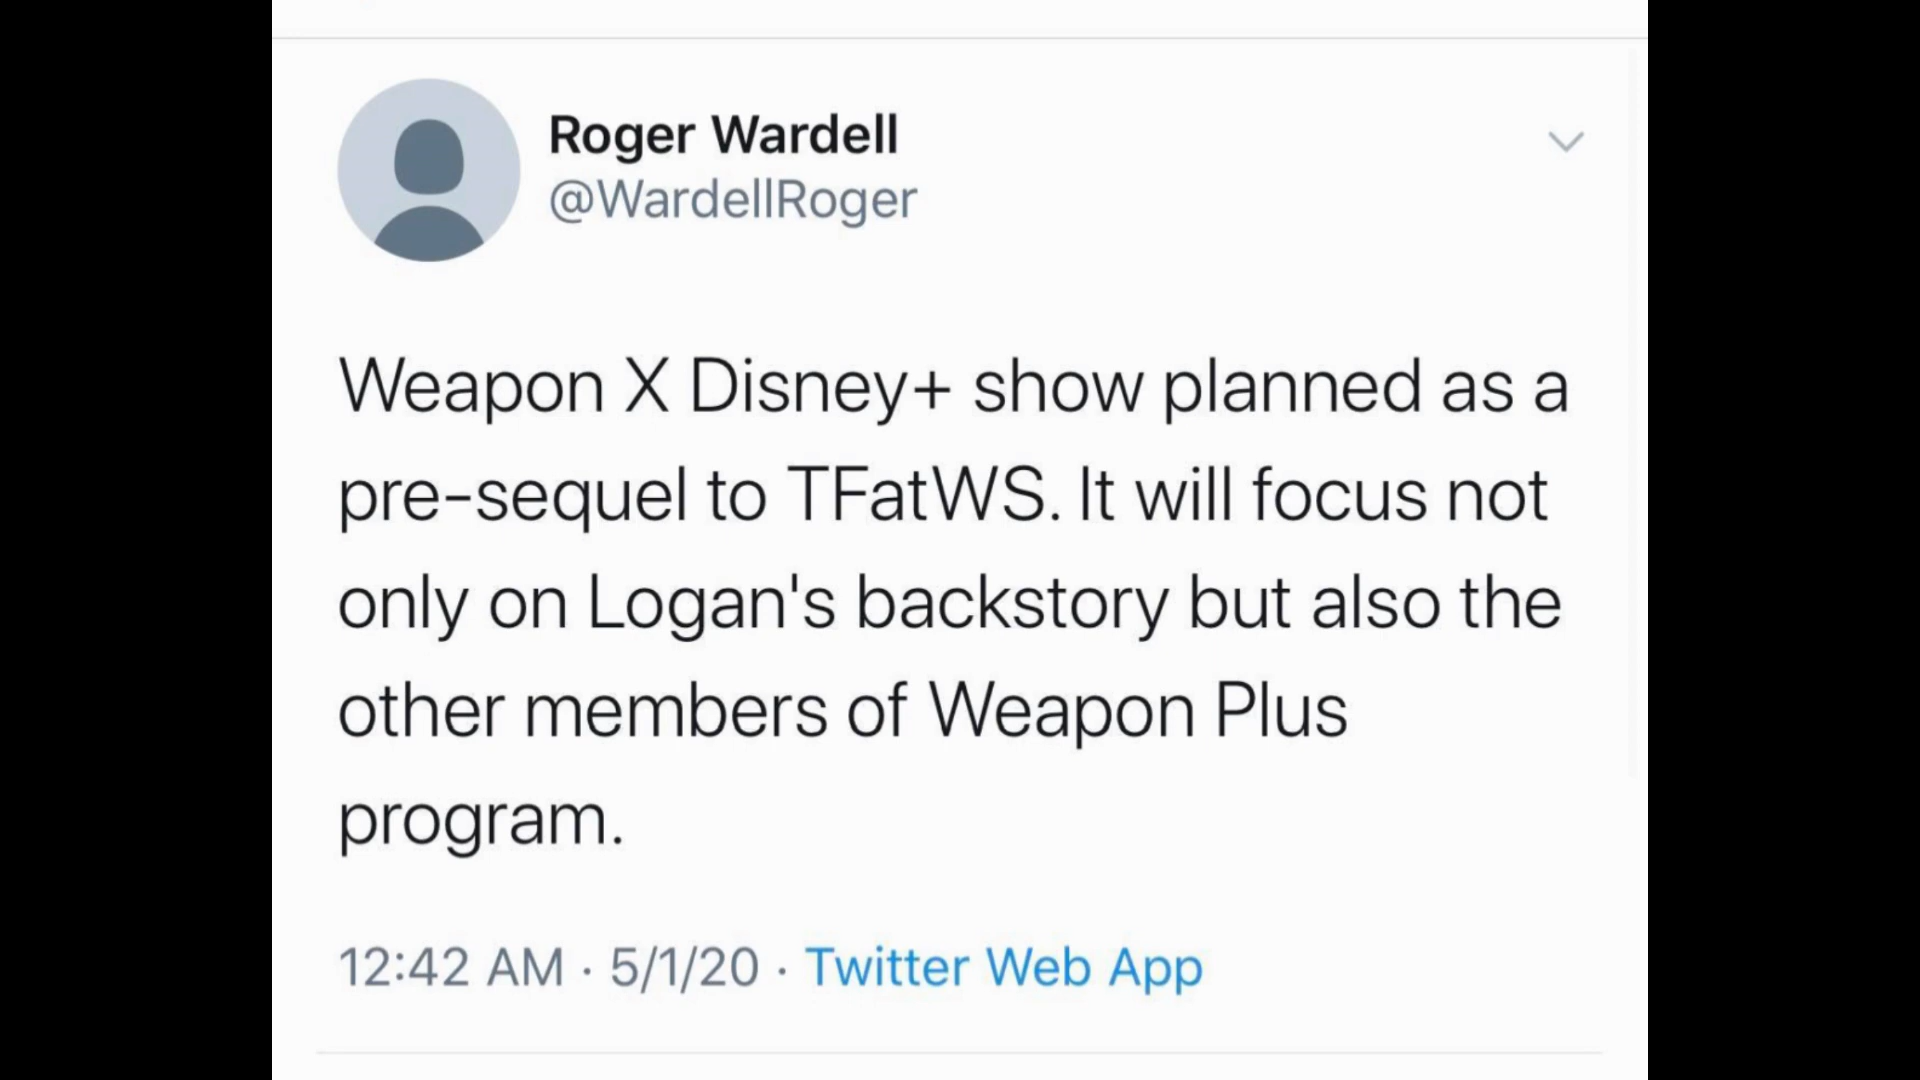 Roger Wardell
@WardellRoger
Weapon X Disney+ show planned as a
pre-sequel to TFatWS. It will focus not
only on Logan's backstory but also the
other members of Weapon Plus
program.
12:42 AM · 5/1/20 · Twitter Web App